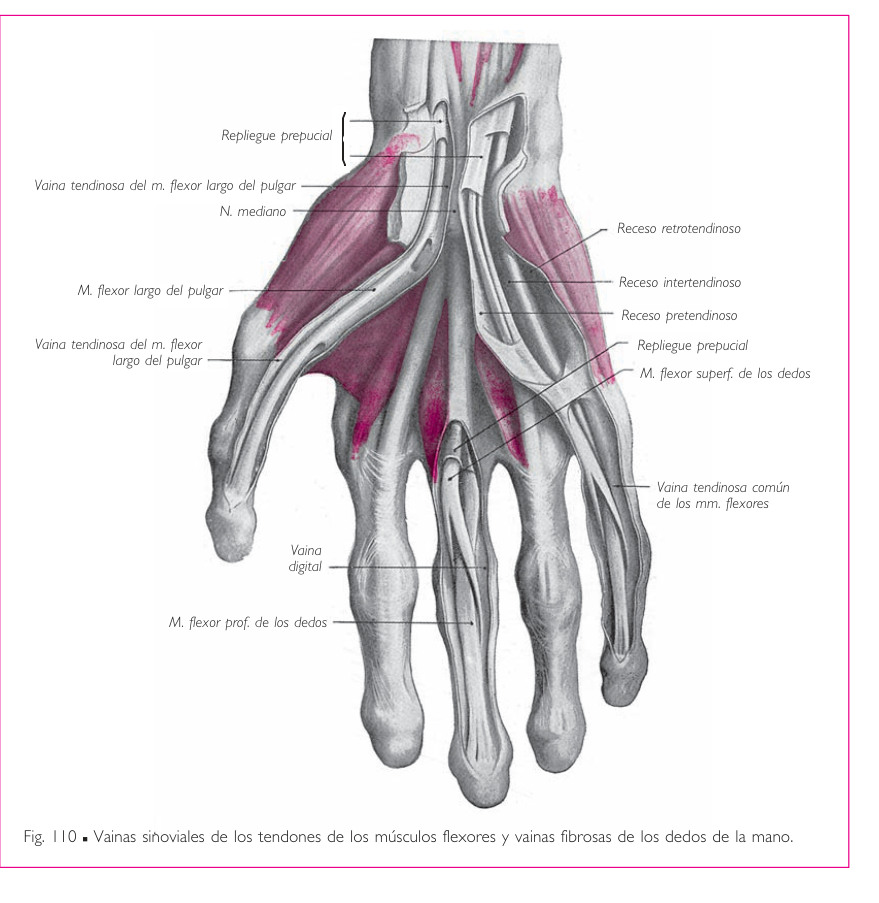 Repliegue prepucial
Vaina tendinosa del m. flexor largo del pulgar
N. mediano
M. flexor largo del pulgar
Vaina tendinosa del m. flexor
largo del pulgar
Receso retrotendinoso
Receso intertendinoso
Receso pretendinoso
Repliegue prepucial
M. flexor superf. de los dedos
Vaina tendinosa común
de los mm. flexores
Vaina
digital
M. flexor prof. de los dedos
Fig. 110 ▪ Vainas sinoviales de los tendones de los músculos flexores y vainas fibrosas de los dedos de la mano.